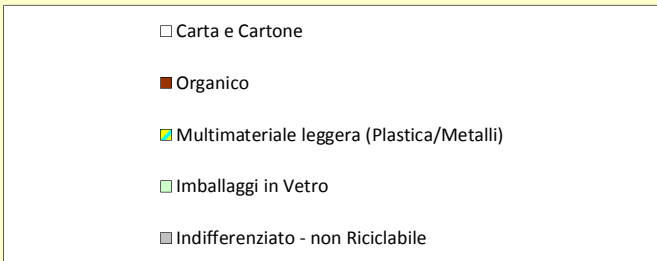 Carta e Cartone
Organico
Multimateriale leggera (Plastica/Metalli)
Imballaggi in Vetro
Indifferenziato - non Riciclabile